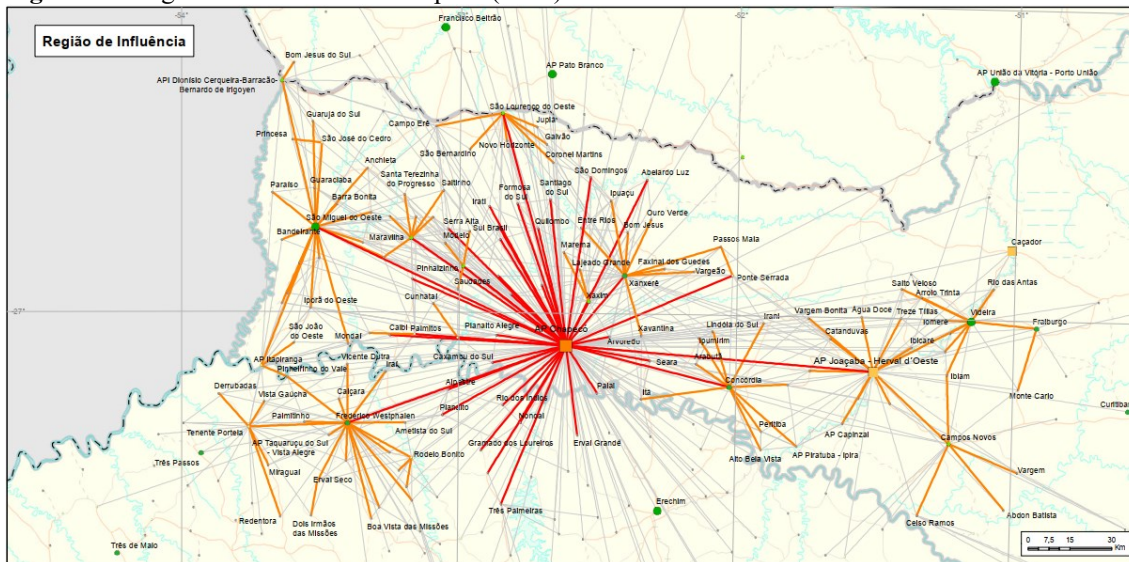 Região de Influência
-54°
-52°
-51°
-27°
Francisco Beltrão
Bom Jesus do Sul
AP Pato Branco
API Dionísio Cerqueira-Barracão-
Bernardo de Irigoyen
AP União da Vitória - Porto União
São Lourenço do Oeste
Guarujá do Sul
Campo Erê
Jupiá
Princesa
São José do Cedro
Galvão
Novo Horizonte
São Bernardino
Coronel Martins
Anchieta
São Domingos
Abelardo Luz
Santa Terezinha
do Progresso
Saltinho
Guaraciaba
Formosa
do Sul
Santiago
do Sul
Paraíso
Barra Bonita
Irati
Ipuaçu
São Miguel do Oeste
Serra Alta
Sul Brasil
Quilombo
Entre Rios
Ouro Verde
Bom Jesus
Bandeirante
Maravilha
Modelo
Marema
Passos Maia
Caçador
Pinhalzinho
Lajeado Grande
Faxinal dos Guedes
Vargeão
Saudades
Xanxerê
Ponte Serrada
Cunhataí
Xaxim
Salto Veloso
Rio das Antas
Iporã do Oeste
Arroio Trinta
Vargem Bonita
Água Doce
Treze Tílias
Videira
São João
do Oeste
Mondaí
Caibi
Palmitos
Planalto Alegre
AP Chapecó
Xavantina
Lindóia do Sul
Irani
Iomerê
Fraiburgo
Catanduvas
Ipumirim
Ibicaré
Arvoredo
AP Itapiranga
Vicente Dutra
Caxambu do Sul
Arabutã
Pinheirinho do Vale
Iraí
Seara
AP Joaçaba - Herval d'Oeste
Derrubadas
Alpestre
Paial
Concórdia
Ibiam
Vista Gaúcha
Caiçara
Rio dos Índios
Itá
Monte Carlo
Palmitinho
Frederico Westphalen
Planalto
Nonoai
Peritiba
Curitibanos
Tenente Portela
AP Taquaruçu do Sul
- Vista Alegre
Ametista do Sul
Gramado dos Loureiros
Erval Grande
AP Capinzal
Campos Novos
Três Passos
Rodeio Bonito
Alto Bela Vista
AP Piratuba - Ipira
Miraguaí
Erval Seco
Vargem
Redentora
Dois Irmãos
das Missões
Boa Vista das Missões
Três Palmeiras
Erechim
Celso Ramos
Abdon Batista
Três de Maio
0 7,5 15 30
Km